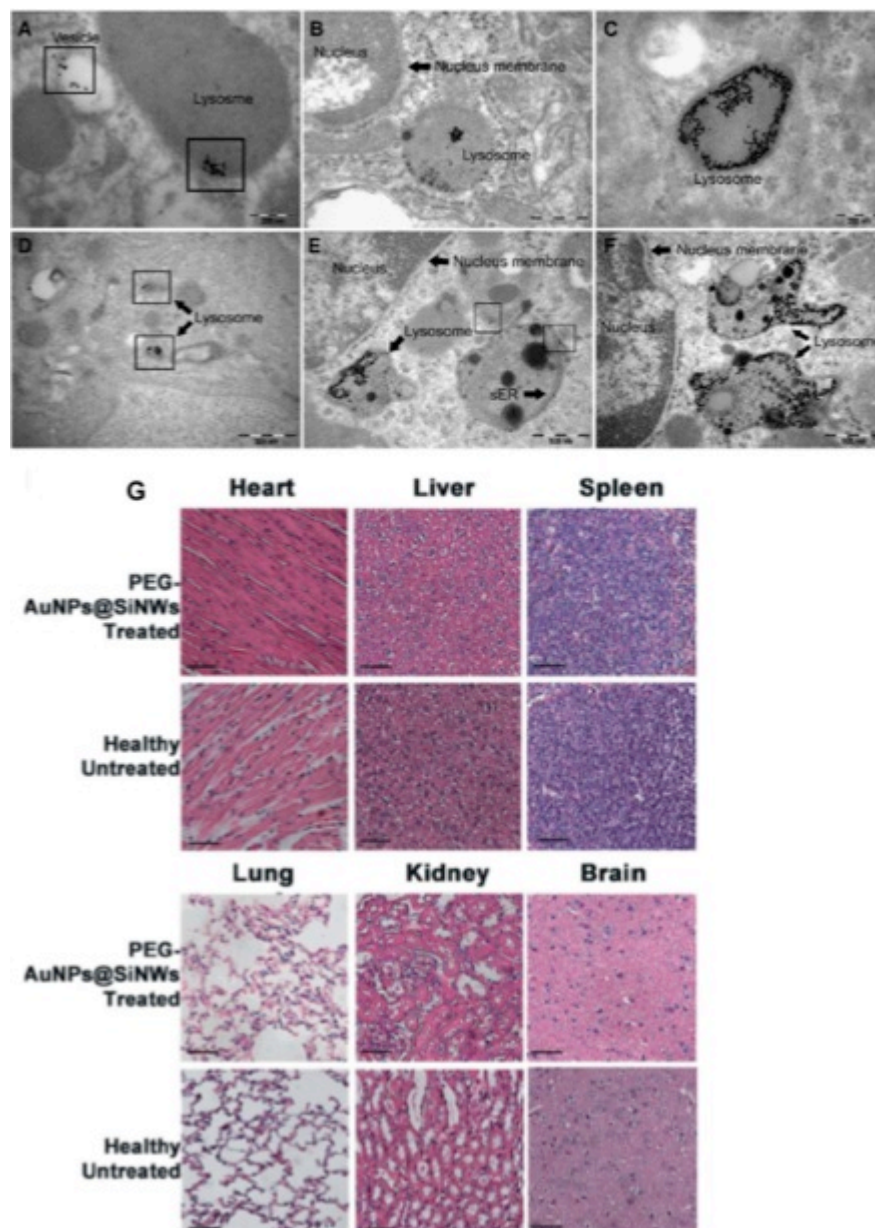 A
Vesicle
Lysosme
B
Nucleus
Nucleus membrane
Lysosome
C
Lysosome
D
Lysosome
E
Nucleus
Nucleus membrane
Lysosome
sER
F
Nucleus membrane
Nucleus
Lysosome
G
Heart Liver Spleen
PEG-
AuNPs@SiNWs
Treated
Healthy
Untreated
Lung Kidney Brain
PEG-
AuNPs@SiNWs
Treated
Healthy
Untreated